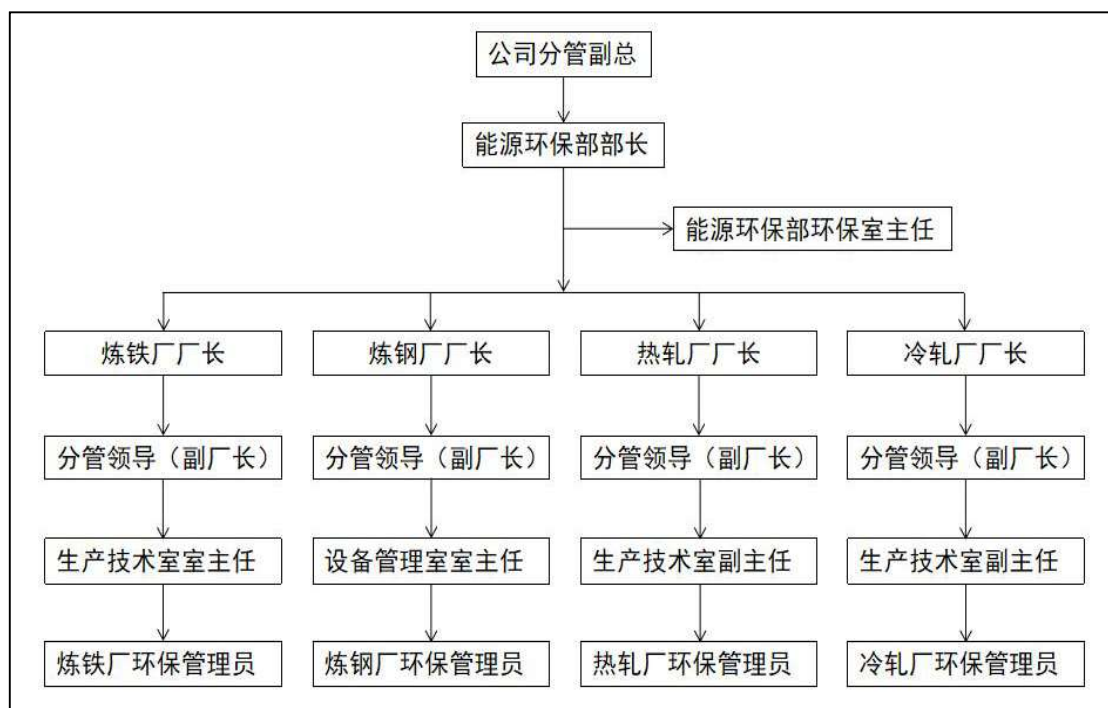 公司分管副总
能源环保部部长
能源环保部环保室主任
炼铁厂厂长
炼钢厂厂长
热轧厂厂长
冷轧厂厂长
分管领导（副厂长）
分管领导（副厂长）
分管领导（副厂长）
分管领导（副厂长）
生产技术室室主任
设备管理室室主任
生产技术室副主任
生产技术室副主任
炼铁厂环保管理员
炼钢厂环保管理员
热轧厂环保管理员
冷轧厂环保管理员